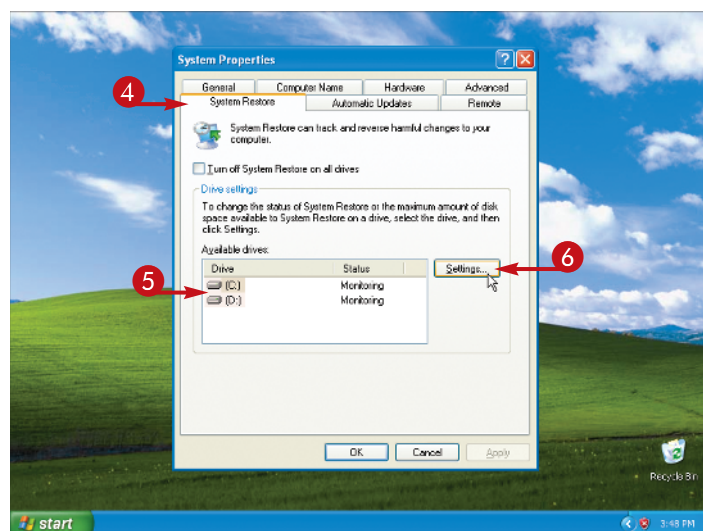 System Properties
General Computer Name Hardware Advanced
4
System Restore Automatic Updates Remote
System Restore can track and reverse harmful changes to your
computer.
Turn off System Restore on all drives
Drive settings
To change the status of System Restore or the maximum amount of disk
space available to System Restore on a drive, select the drive, and then
click Settings.
Available drives:
6
Drive Status Settings...
5
(C:) Monitoring
(D:) Monitoring
OK Cancel Apply
Recycle Bin
start 3:48 PM